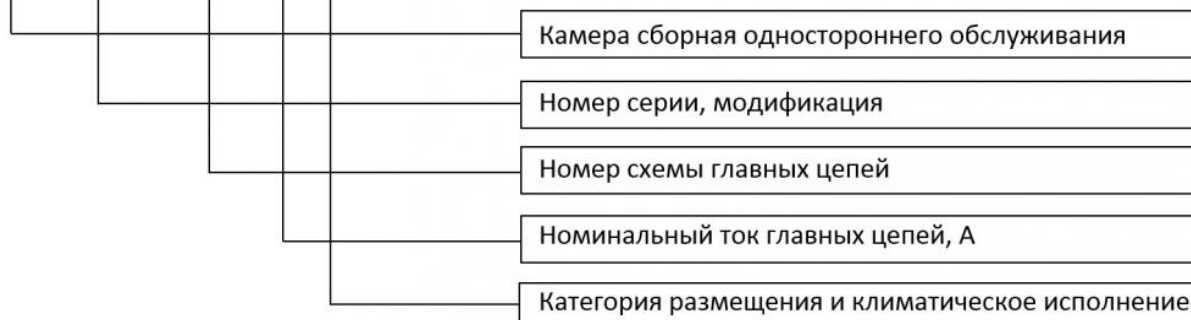 Камера сборная одностороннего обслуживания
Номер серии, модификация
Номер схемы главных цепей
Номинальный ток главных цепей, А
Категория размещения и климатическое исполнение